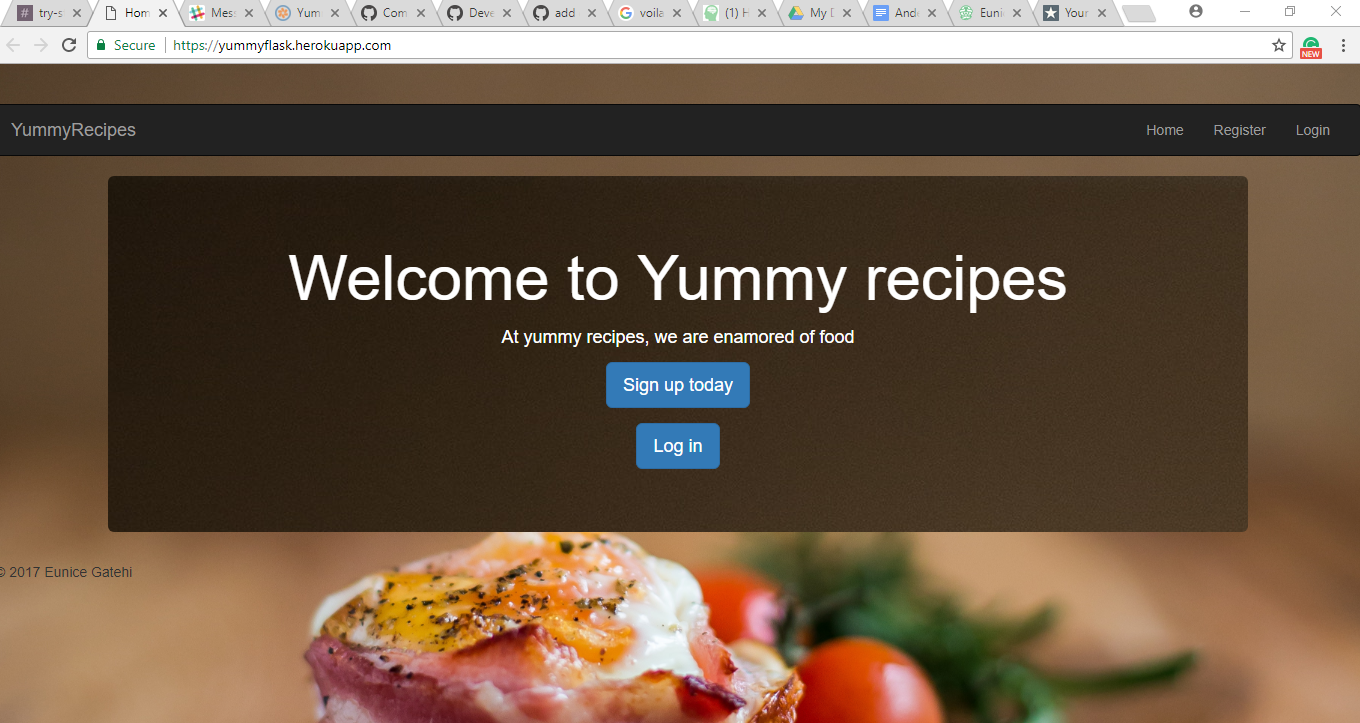 try-s
Hom
Mess
Yum
Com
Deve
add
voila
(1) H
My D
And
Euni
Your
Secure
https://yummyflask.herokuapp.com
NEW
YummyRecipes
Home
Register
Login
Welcome to Yummy recipes
At yummy recipes, we are enamored of food
Sign up today
Log in
© 2017 Eunice Gatehi